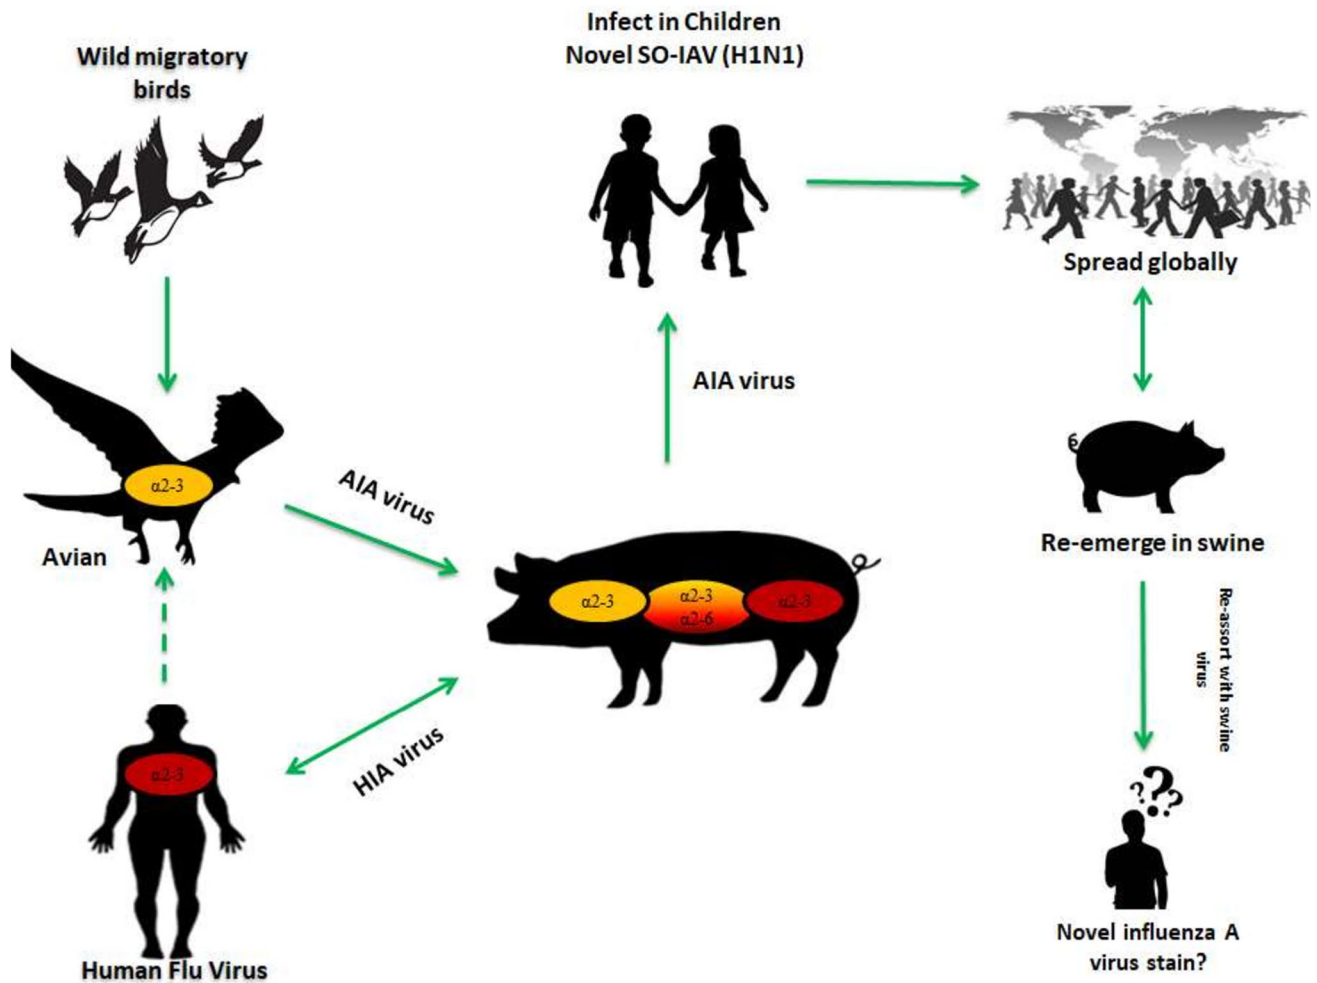 Wild migratory
birds
Infect in Children
Novel SO-IAV (H1N1)
Spread globally
AIA virus
α2-3
Avian
AIA virus
α2-3
α2-3
α2-6
α2-3
Re-emerge in swine
Re-assort with swine
virus
α2-3
HIA virus
Human Flu Virus
???
Novel influenza A
virus stain?